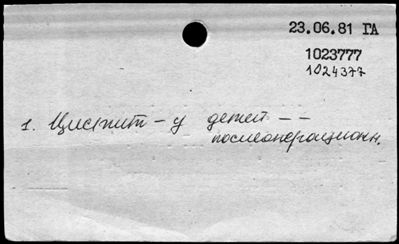 23.06.81 ГА
1023777
1024377
1. Цистит – у детей – –
послеоперационн.